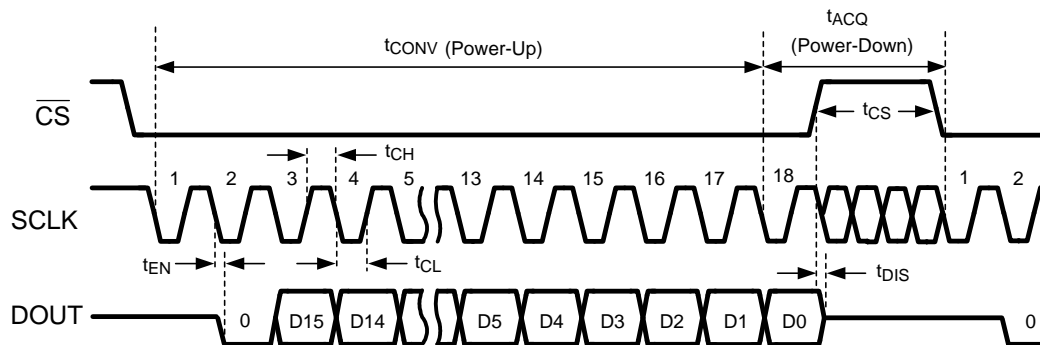 tACQ
tCONV (Power-Up)
(Power-Down)
CS
tCS
tCH
1 2 3 4 5 13 14 15 16 17 18 1 2
SCLK
tEN
tCL
tDIS
DOUT
0 D15 D14 D5 D4 D3 D2 D1 D0 0